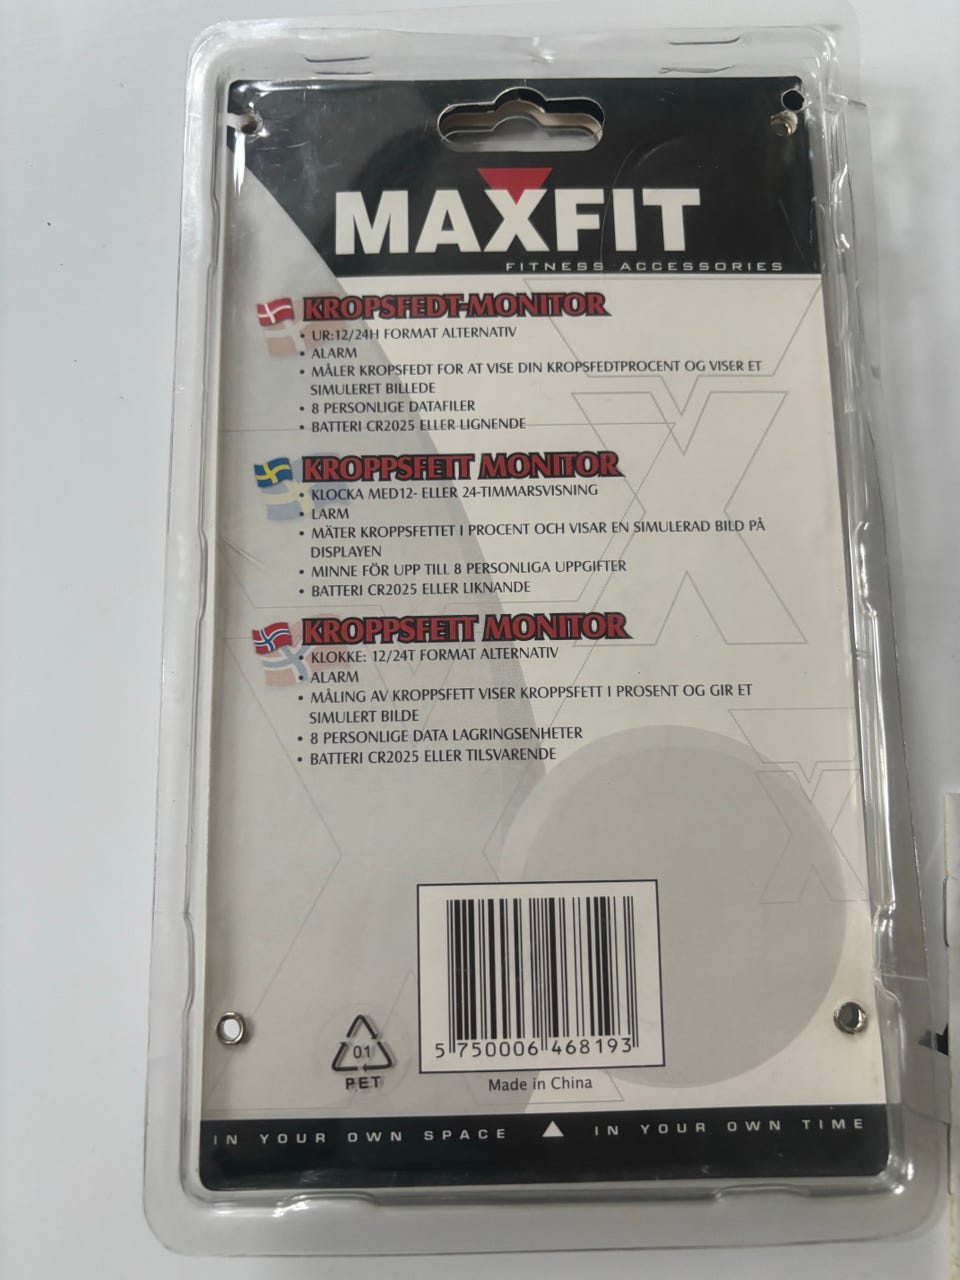 MAXFIT
FITNESS ACCESSORIES
KROPSFEDT-MONITOR
• UR:12/24H FORMAT ALTERNATIV
• ALARM
• MÅLER KROPSFEDT FOR AT VISE DIN KROPSFEDTPROCENT OG VISER ET
SIMULERET BILLEDE
• 8 PERSONLIGE DATAFILER
• BATTERI CR2025 ELLER LIGNENDE
KROPPSFETT MONITOR
• KLOCKA MED12- ELLER 24-TIMMARSVISNING
• LARM
• MÄTER KROPPSFETTET I PROCENT OCH VISAR EN SIMULERAD BILD PÅ
DISPLAYEN
• MINNE FÖR UPP TILL 8 PERSONLIGA UPPGIFTER
• BATTERI CR2025 ELLER LIKNANDE
KROPPSFETT MONITOR
• KLOKKE: 12/24T FORMAT ALTERNATIV
• ALARM
• MÅLING AV KROPPSFETT VISER KROPPSFETT I PROSENT OG GIR ET
SIMULERT BILDE
• 8 PERSONLIGE DATA LAGRINGSENHETER
• BATTERI CR2025 ELLER TILSVARENDE
5 750006 468193
01
PET
Made in China
IN YOUR OWN SPACE IN YOUR OWN TIME